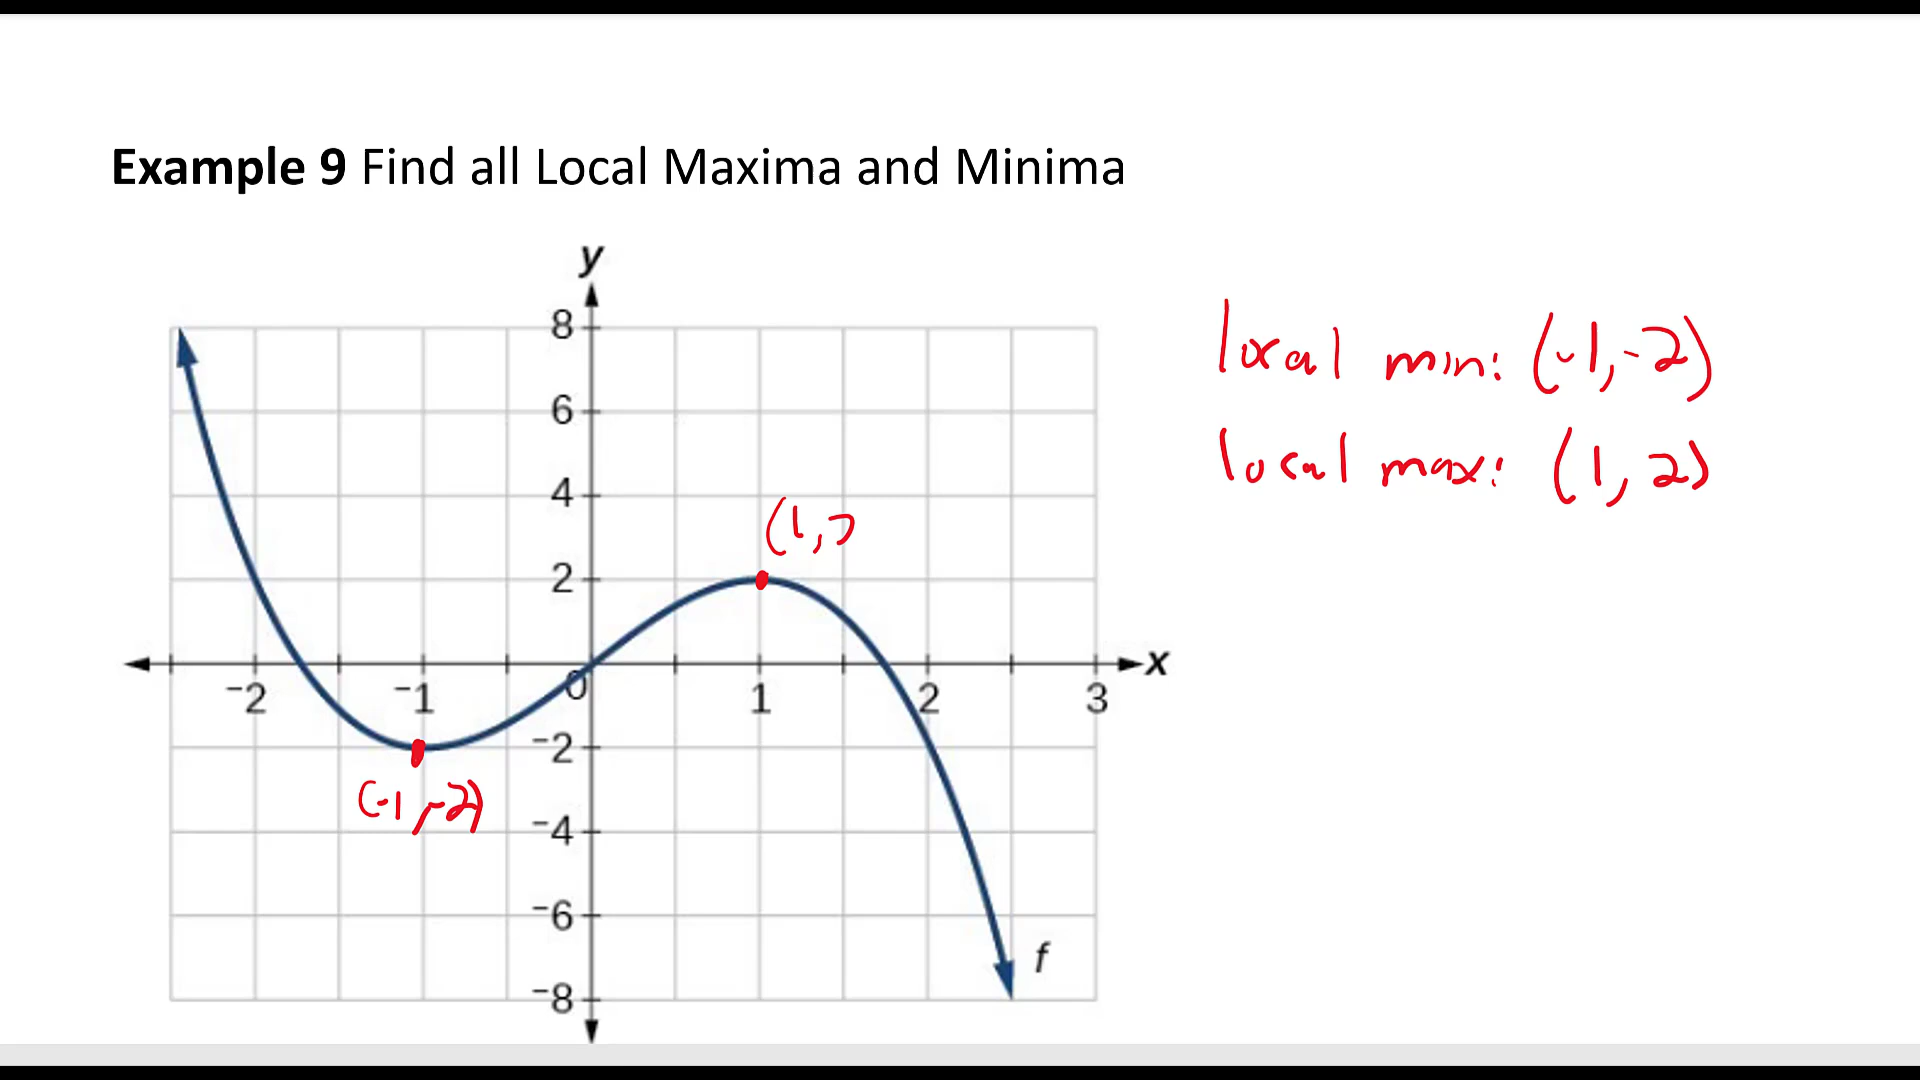 Example 9 Find all Local Maxima and Minima
y
8
6
4
2
0
-2
-4
-6
-8
-2 -1 1 2 3
x
f
(1,
(-1,-2)
local min: (-1,-2)
local max: (1, 2)